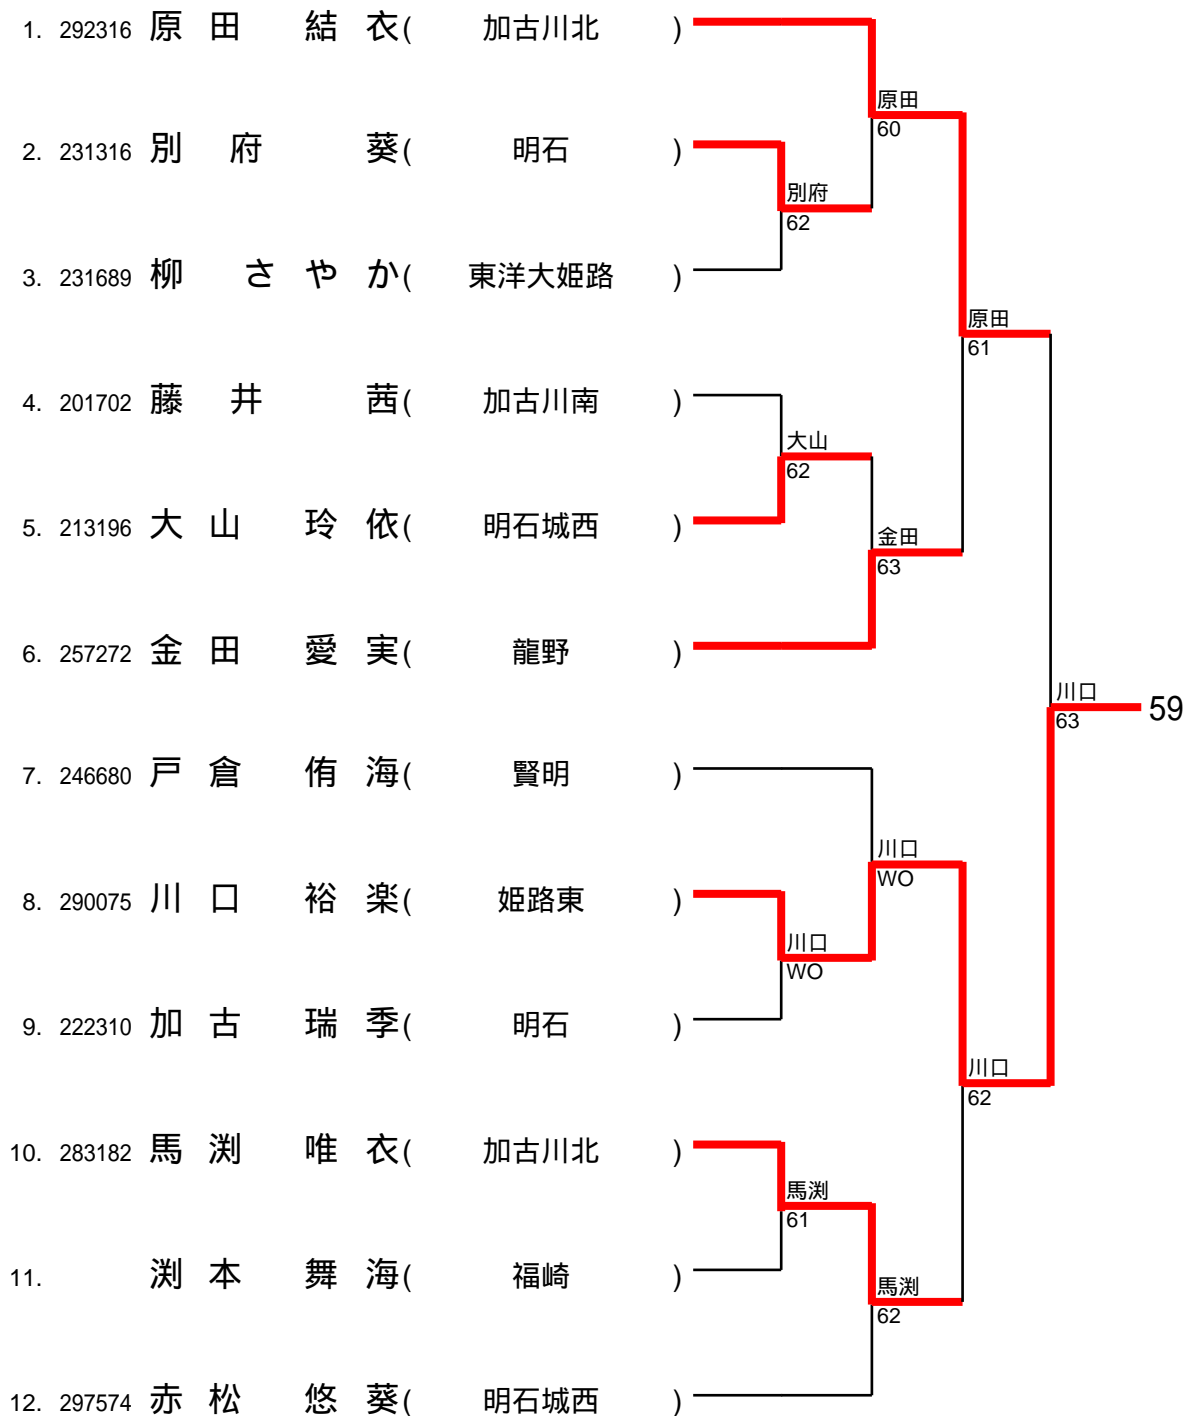 1. 292316 原田 結衣( 加古川北 )
原田
60
2. 231316 別府 葵( 明石 )
別府
62
3. 231689 柳 さやか( 東洋大姫路 )
原田
61
4. 201702 藤井 茜( 加古川南 )
大山
62
5. 213196 大山 玲依( 明石城西 )
金田
63
6. 257272 金田 愛実( 龍野 )
川口
63
59
7. 246680 戸倉 侑海( 賢明 )
川口
WO
8. 290075 川口 裕楽( 姫路東 )
川口
WO
9. 222310 加古 瑞季( 明石 )
川口
62
10. 283182 馬渕 唯衣( 加古川北 )
馬渕
61
11. 渕本 舞海( 福崎 )
馬渕
62
12. 297574 赤松 悠葵( 明石城西 )